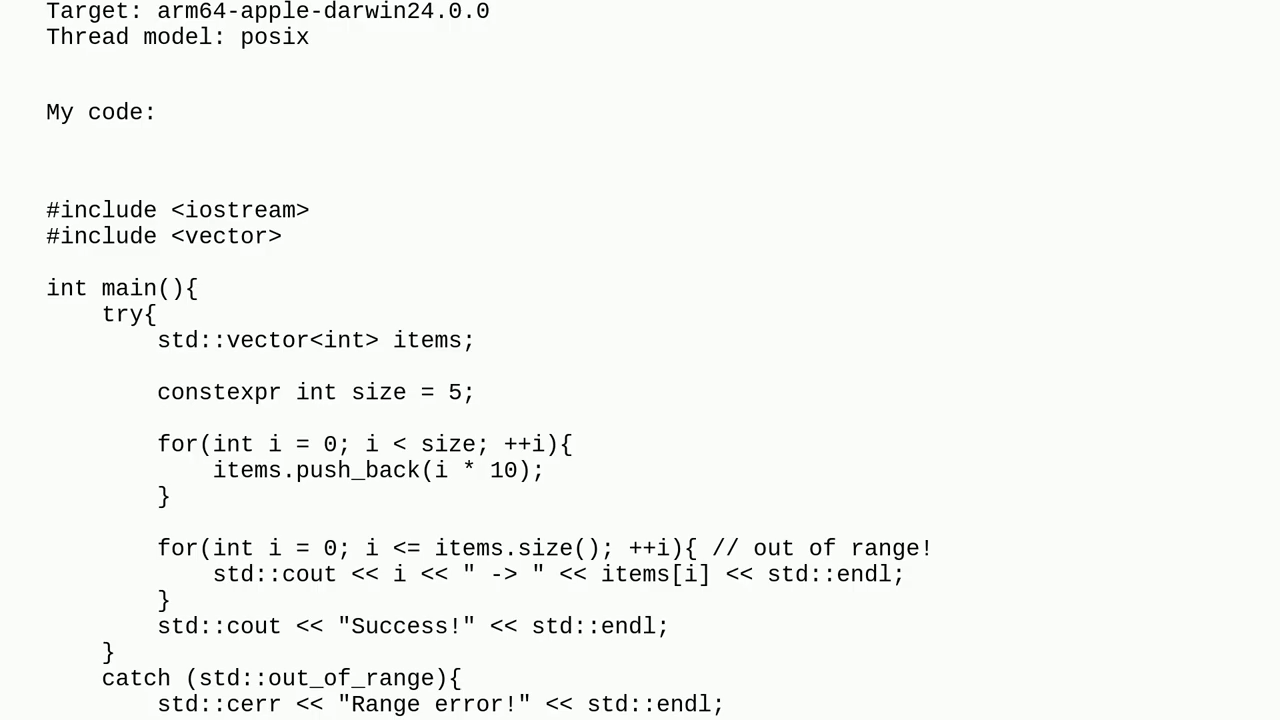 Target: arm64-apple-darwin24.0.0
Thread model: posix
My code:
#include <iostream>
#include <vector>
int main(){
    try{
        std::vector<int> items;
        constexpr int size = 5;
        for(int i = 0; i < size; ++i){
            items.push_back(i * 10);
        }
        for(int i = 0; i <= items.size(); ++i){ // out of range!
            std::cout << i << " -> " << items[i] << std::endl;
        }
        std::cout << "Success!" << std::endl;
    }
    catch (std::out_of_range){
        std::cerr << "Range error!" << std::endl;